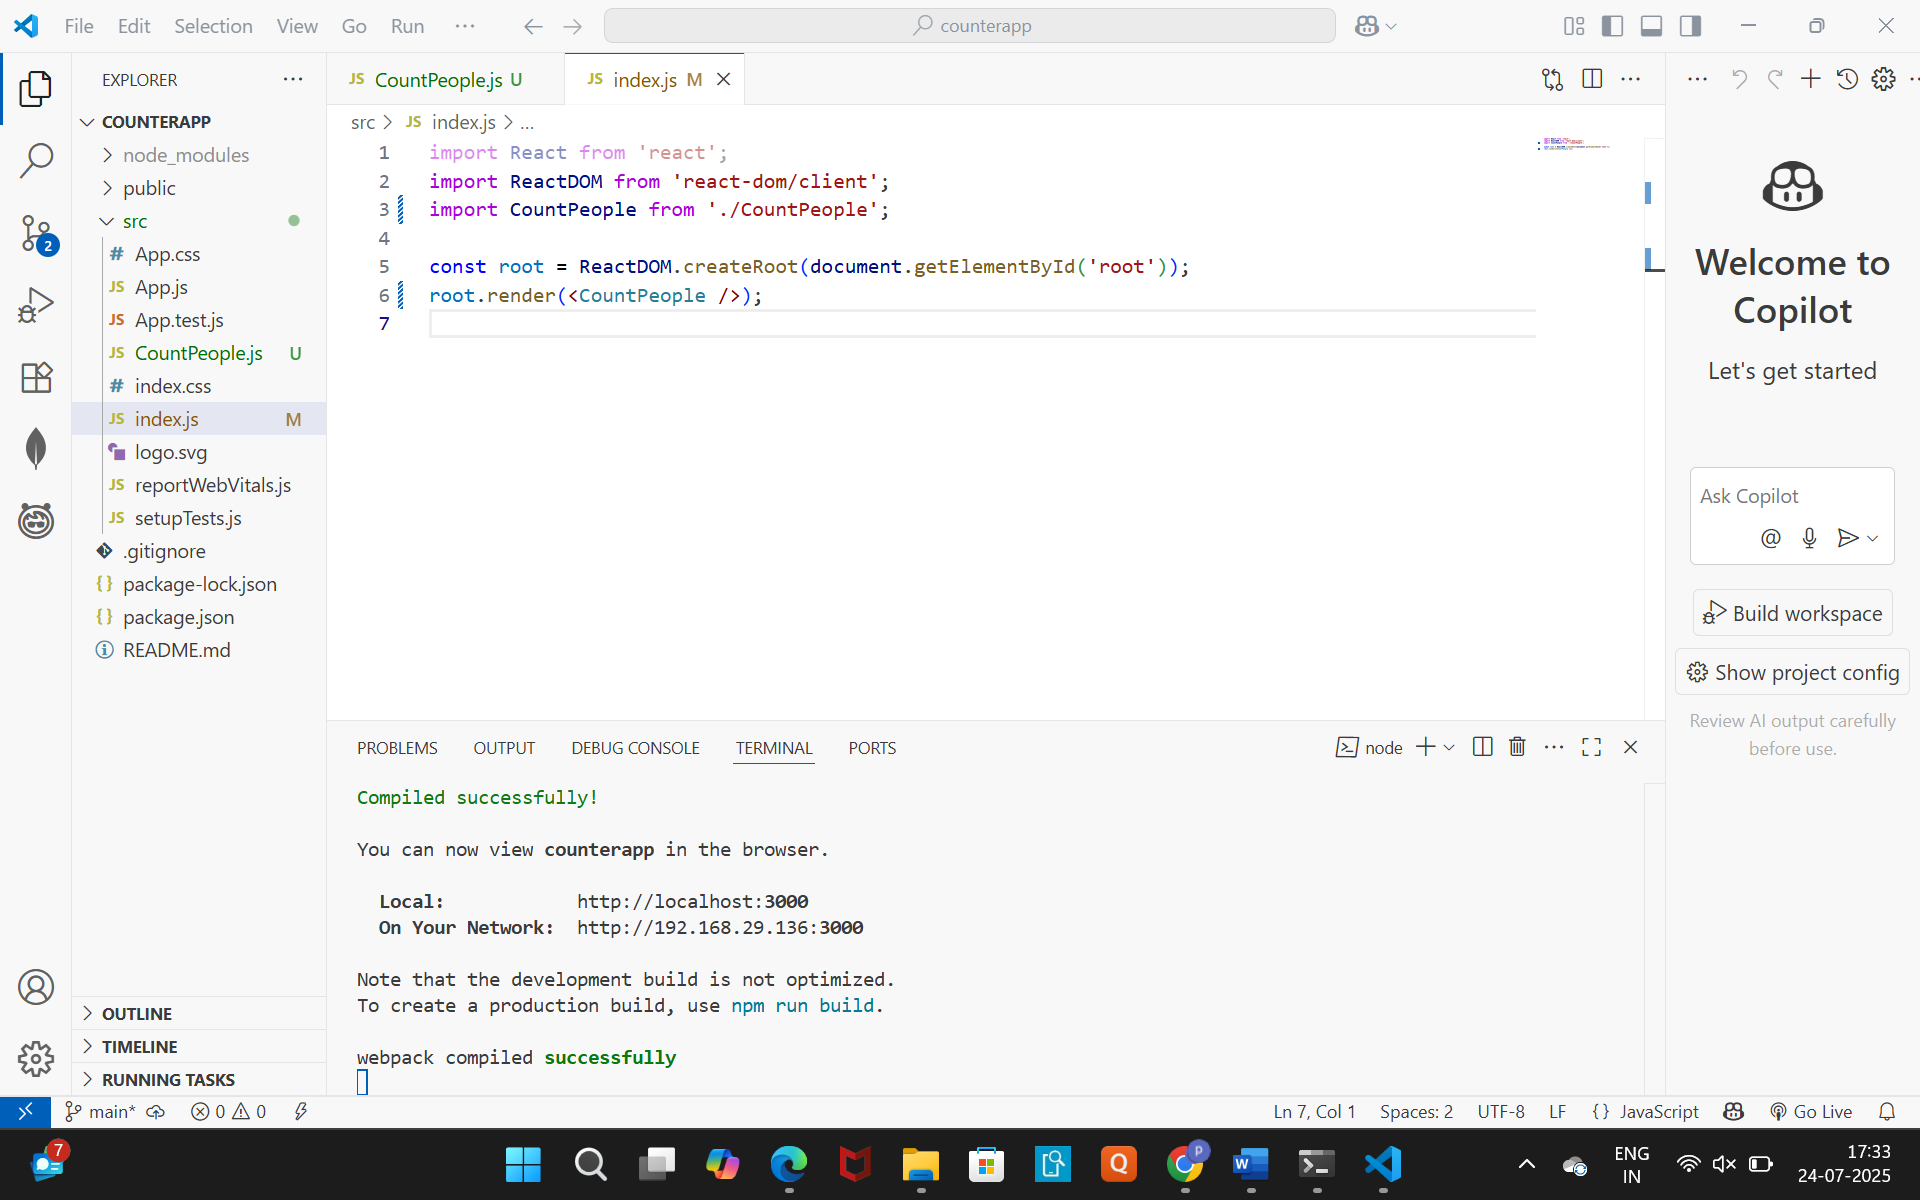 File Edit Selection View Go Run ···
counterapp
EXPLORER
COUNTERAPP
node_modules
public
src
App.css
App.js
App.test.js
CountPeople.js U
index.css
index.js M
logo.svg
reportWebVitals.js
setupTests.js
.gitignore
package-lock.json
package.json
README.md
OUTLINE
TIMELINE
RUNNING TASKS
2
JS CountPeople.js U
JS index.js M
src > JS index.js > ...
1 import React from 'react';
2 import ReactDOM from 'react-dom/client';
3 import CountPeople from './CountPeople';
4
5 const root = ReactDOM.createRoot(document.getElementById('root'));
6 root.render(<CountPeople />);
7
PROBLEMS OUTPUT DEBUG CONSOLE TERMINAL PORTS
node
Compiled successfully!
You can now view counterapp in the browser.
Local: http://localhost:3000
On Your Network: http://192.168.29.136:3000
Note that the development build is not optimized.
To create a production build, use npm run build.
webpack compiled successfully
Welcome to
Copilot
Let's get started
Ask Copilot
Build workspace
Show project config
Review AI output carefully
before use.
main* 0 0
Ln 7, Col 1 Spaces: 2 UTF-8 LF {} JavaScript Go Live
7
ENG
IN
17:33
24-07-2025